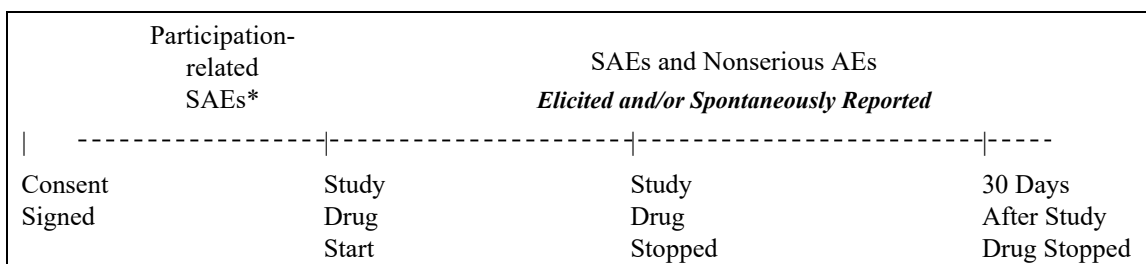 Participation-
related
SAEs*
SAEs and Nonserious AEs
Elicited and/or Spontaneously Reported
Consent
Signed
Study
Drug
Start
Study
Drug
Stopped
30 Days
After Study
Drug Stopped